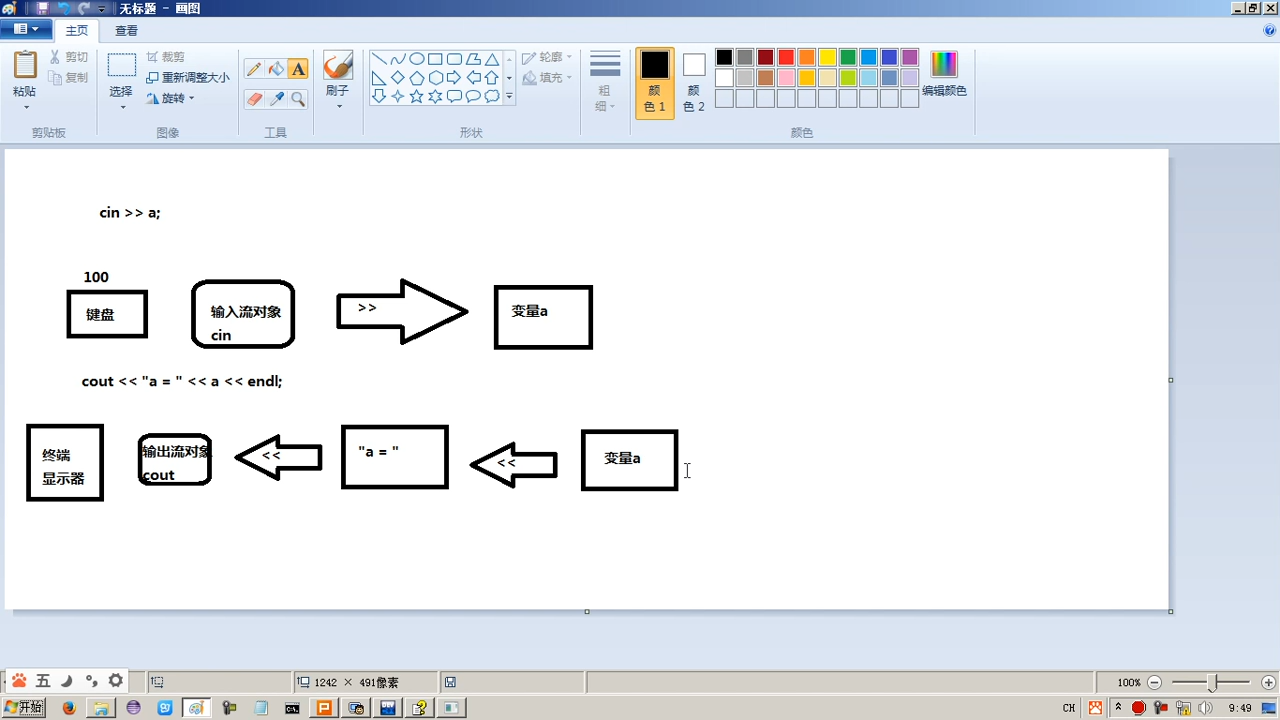 无标题 - 画图
主页
查看
粘贴
剪切
复制
剪贴板
选择
裁剪
重新调整大小
旋转
图像
A
工具
刷子
轮廓
填充
形状
粗
细
颜
色 1
颜
色 2
编辑颜色
颜色
cin >> a;
100
键盘
输入流对象
cin
>>
变量a
cout << "a = " << a << endl;
终端
显示器
输出流对象
cout
<<
"a = "
<<
变量a
五
1242 × 491像素
100%
开始
CH
9:49